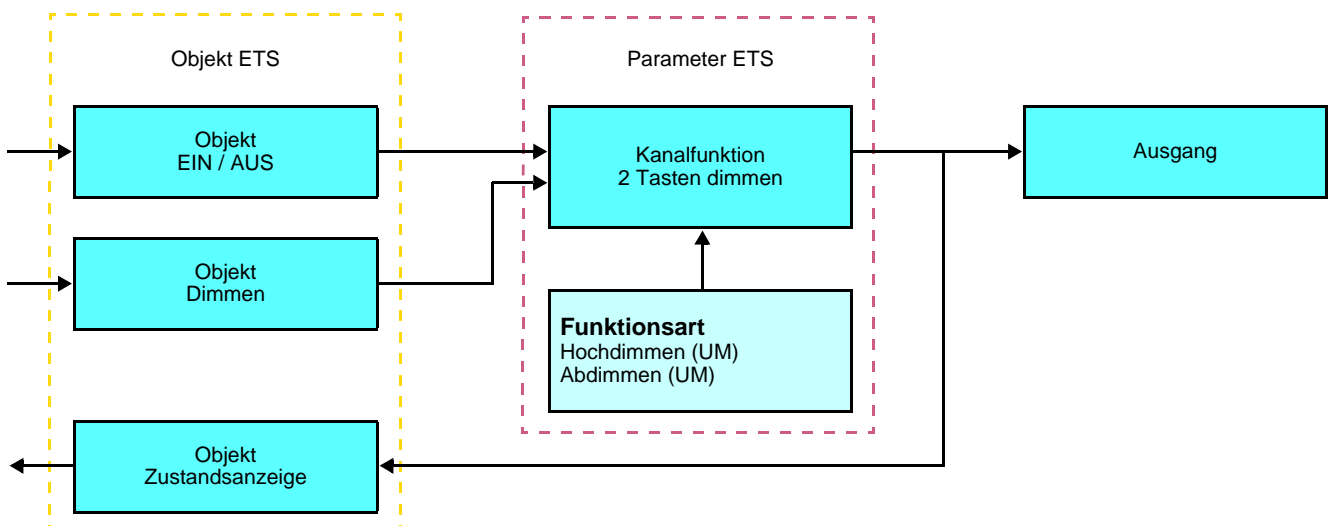 Objekt ETS
Parameter ETS
Objekt
EIN / AUS
Kanalfunktion
2 Tasten dimmen
Ausgang
Objekt
Dimmen
Funktionsart
Hochdimmen (UM)
Abdimmen (UM)
Objekt
Zustandsanzeige